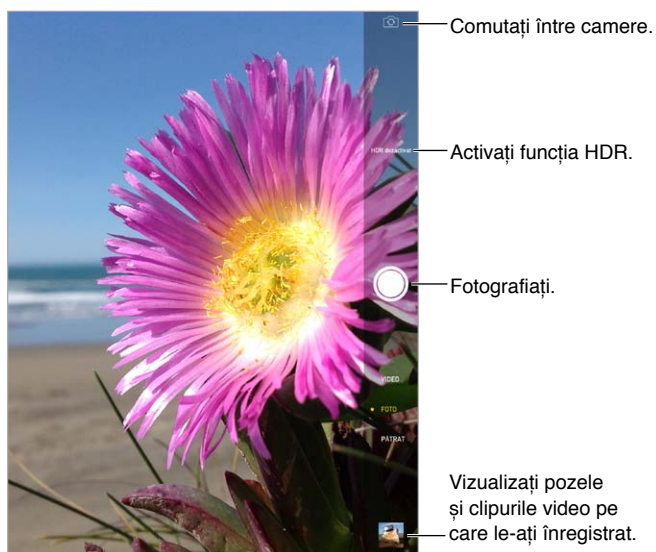 Comutați între camere.
HDR dezactivat
Activați funcția HDR.
Fotografiați.
VIDEO
FOTO
PĂTRAT
Vizualizați pozele
și clipurile video pe
care le-ați înregistrat.